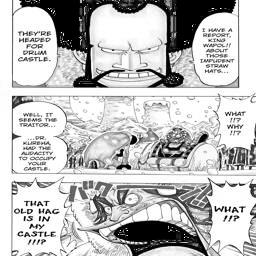 I HAVE A
REPORT,
KING
WAPOL!!
ABOUT
THOSE
IMPUDENT
STRAW
HATS...
THEY'RE
HEADED
FOR
DRUM
CASTLE.
WHAT
!!?
WHY
!!?
WELL, IT
SEEMS THE
TRAITOR...
...DR.
KUREHA,
HAD THE
AUDACITY
TO OCCUPY
YOUR
CASTLE.
WHAT
!!?
THAT
OLD HAG
IS IN
MY
CASTLE
!!!?